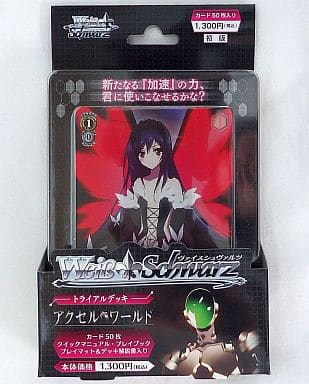 カード50枚入り
1,300円(税込)
初版
新たなる『加速』の力、
君に使いこなせるかな?
1
0
ヴァイスシュヴァルツ
Weiß Schwarz
トライアルデッキ
アクセル・ワールド
カード50枚
クイックマニュアル・プレイブック
プレイマット&デッキ解説書入り
本体価格 1,300円(税込)